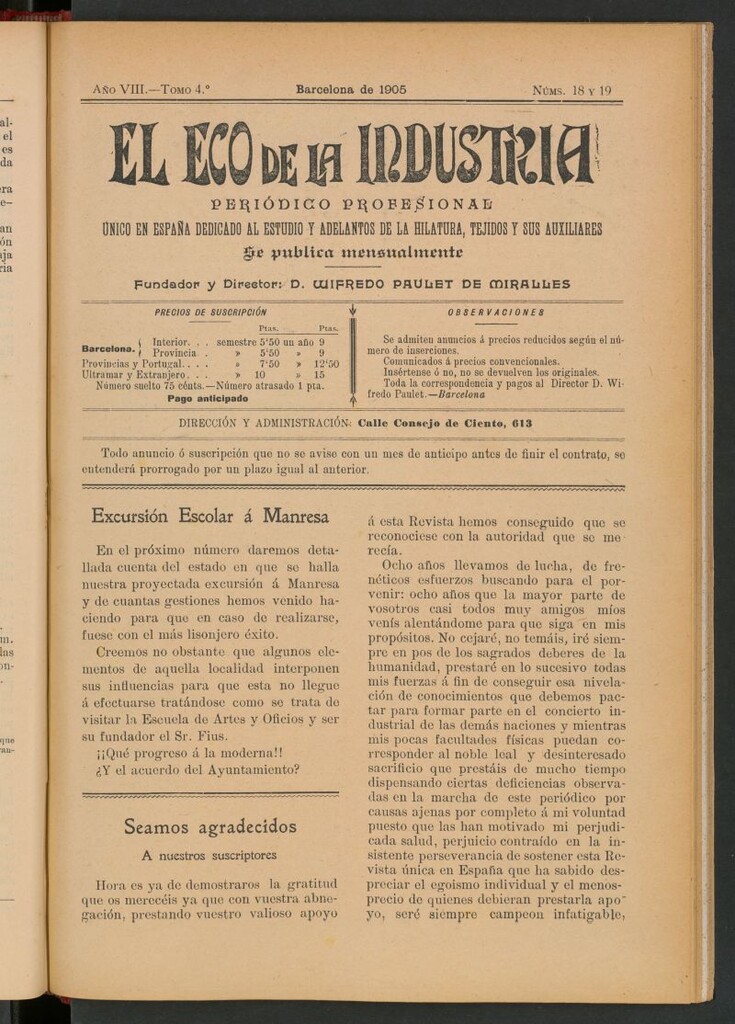 Año VIII.—Tomo 4.º
Barcelona de 1905
Núms. 18 y 19
EL ECO DE LA INDUSTRIA
PERIÓDICO PROFESIONAL
ÚNICO EN ESPAÑA DEDICADO AL ESTUDIO Y ADELANTOS DE LA HILATURA, TEJIDOS Y SUS AUXILIARES
Se publica mensualmente
Fundador y Director: D. WIFREDO PAULET DE MIRALLES
PRECIOS DE SUSCRIPCIÓN
Ptas. Ptas.
Barcelona. { Interior. . . semestre 5'50 un año 9
Provincia . » 5'50 » 9
Provincias y Portugal. . . . » 7'50 » 12'50
Ultramar y Extranjero. . . . » 10 » 15
Número suelto 75 cénts.—Número atrasado 1 pta.
Pago anticipado
OBSERVACIONES
Se admiten anuncios á precios reducidos según el nú-
mero de inserciones.
Comunicados á precios convencionales.
Insértense ó no, no se devuelven los originales.
Toda la correspondencia y pagos al Director D. Wi-
fredo Paulet.—Barcelona
DIRECCIÓN Y ADMINISTRACIÓN: Calle Consejo de Ciento, 613
Todo anuncio ó suscripción que no se avise con un mes de anticipo antes de finir el contrato, se
entenderá prorrogado por un plazo igual al anterior.
Excursión Escolar á Manresa
En el próximo número daremos deta-
llada cuenta del estado en que se halla
nuestra proyectada excursión á Manresa
y de cuantas gestiones hemos venido ha-
ciendo para que en caso de realizarse,
fuese con el más lisonjero éxito.
Creemos no obstante que algunos ele-
mentos de aquella localidad interponen
sus influencias para que esta no llegue
á efectuarse tratándose como se trata de
visitar la Escuela de Artes y Oficios y ser
su fundador el Sr. Fius.
¡¡Qué progreso á la moderna!!
¿Y el acuerdo del Ayuntamiento?
Seamos agradecidos
A nuestros suscriptores
Hora es ya de demostraros la gratitud
que os merecéis ya que con vuestra abne-
gación, prestando vuestro valioso apoyo
á esta Revista hemos conseguido que se
reconociese con la autoridad que se me
recía.
Ocho años llevamos de lucha, de fre-
néticos esfuerzos buscando para el por-
venir: ocho años que la mayor parte de
vosotros casi todos muy amigos míos
venís alentándome para que siga en mis
propósitos. No cejaré, no temáis, iré siem-
pre en pos de los sagrados deberes de la
humanidad, prestaré en lo sucesivo todas
mis fuerzas á fin de conseguir esa nivela-
ción de conocimientos que debemos pac-
tar para formar parte en el concierto in-
dustrial de las demás naciones y mientras
mis pocas facultades físicas puedan co-
rresponder al noble leal y desinteresado
sacrificio que prestáis de mucho tiempo
dispensando ciertas deficiencias observa-
das en la marcha de este periódico por
causas ajenas por completo á mi voluntad
puesto que las han motivado mi perjudi-
cada salud, perjuicio contraído en la in-
sistente perseverancia de sostener esta Re-
vista única en España que ha sabido des-
preciar el egoismo individual y el menos-
precio de quienes debieran prestarla apo
yo, seré siempre campeon infatigable,